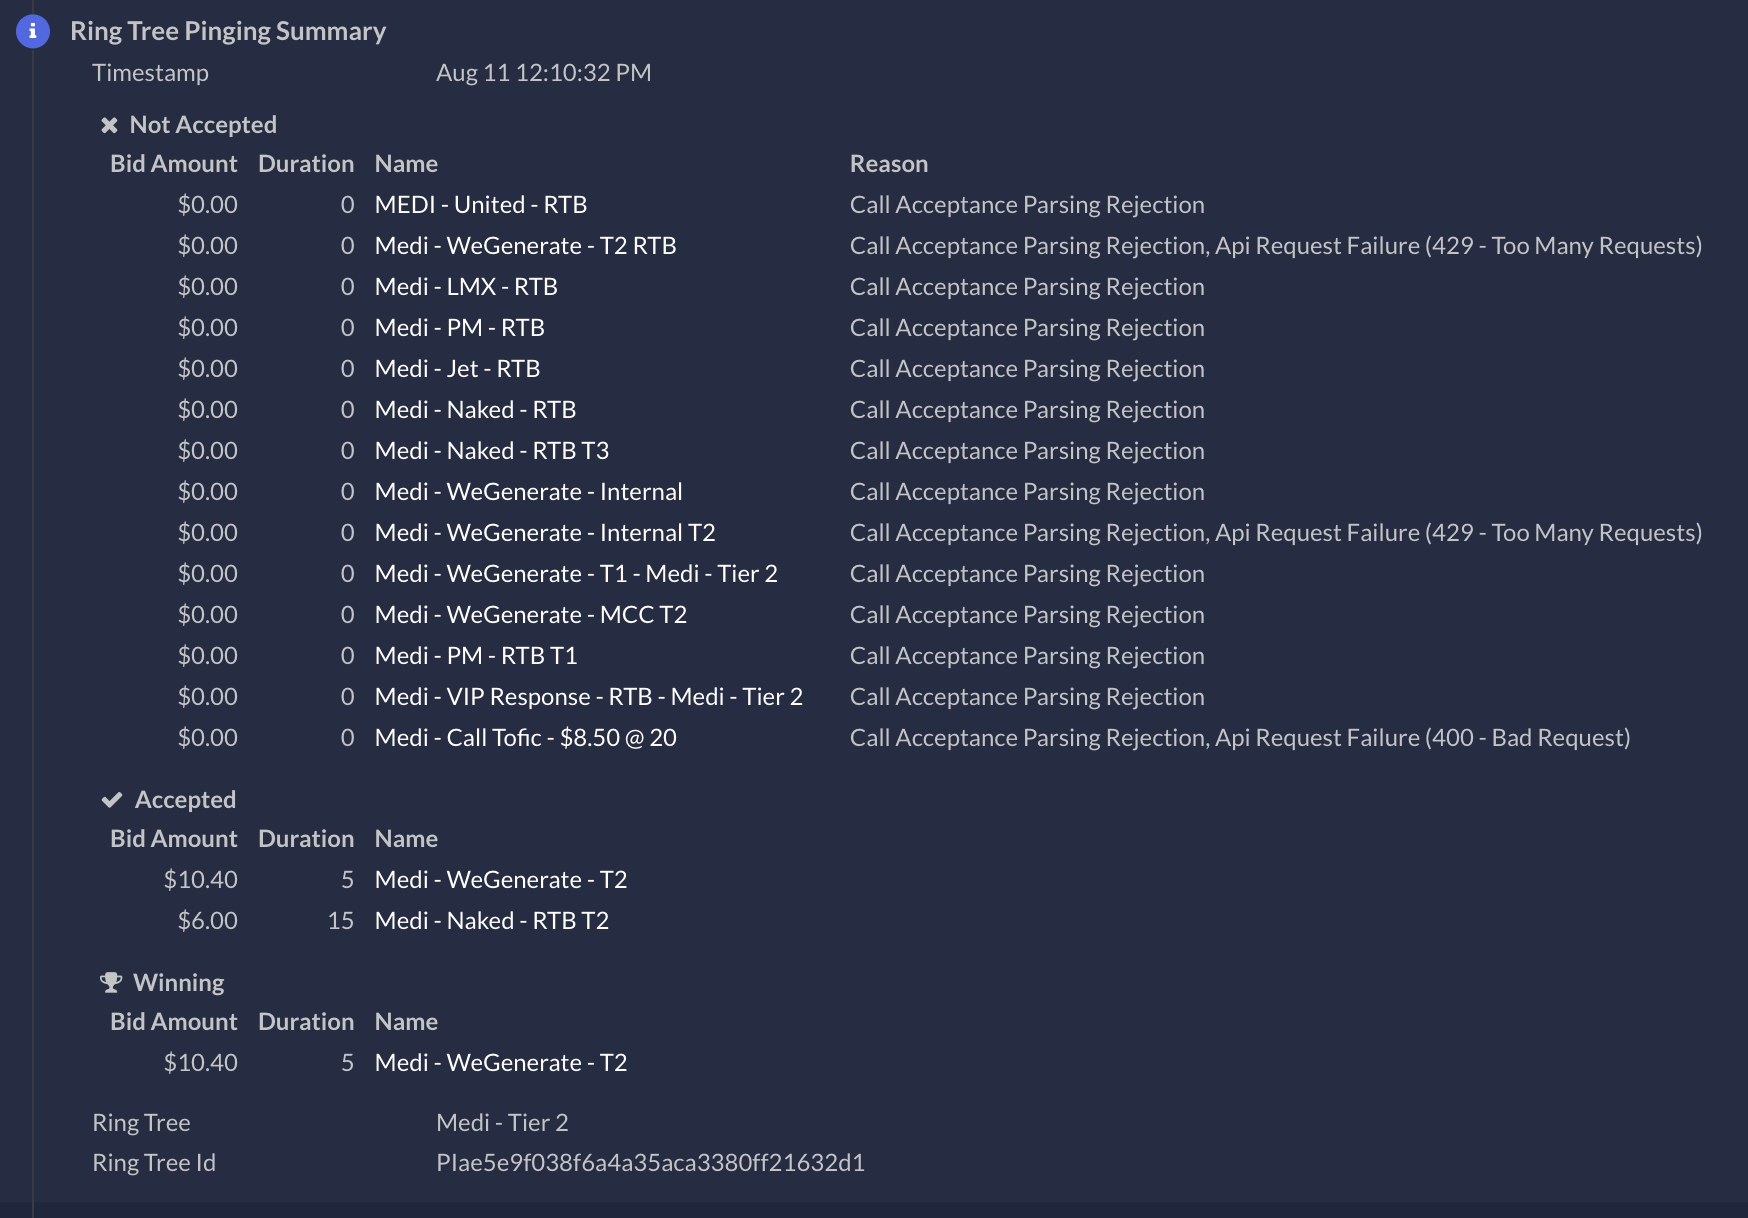 Ring Tree Pinging Summary
Timestamp Aug 11 12:10:32 PM
Not Accepted
Bid Amount Duration Name Reason
$0.00 0 MEDI - United - RTB Call Acceptance Parsing Rejection
$0.00 0 Medi - WeGenerate - T2 RTB Call Acceptance Parsing Rejection, Api Request Failure (429 - Too Many Requests)
$0.00 0 Medi - LMX - RTB Call Acceptance Parsing Rejection
$0.00 0 Medi - PM - RTB Call Acceptance Parsing Rejection
$0.00 0 Medi - Jet - RTB Call Acceptance Parsing Rejection
$0.00 0 Medi - Naked - RTB Call Acceptance Parsing Rejection
$0.00 0 Medi - Naked - RTB T3 Call Acceptance Parsing Rejection
$0.00 0 Medi - WeGenerate - Internal Call Acceptance Parsing Rejection
$0.00 0 Medi - WeGenerate - Internal T2 Call Acceptance Parsing Rejection, Api Request Failure (429 - Too Many Requests)
$0.00 0 Medi - WeGenerate - T1 - Medi - Tier 2 Call Acceptance Parsing Rejection
$0.00 0 Medi - WeGenerate - MCC T2 Call Acceptance Parsing Rejection
$0.00 0 Medi - PM - RTB T1 Call Acceptance Parsing Rejection
$0.00 0 Medi - VIP Response - RTB - Medi - Tier 2 Call Acceptance Parsing Rejection
$0.00 0 Medi - Call Tofic - $8.50 @ 20 Call Acceptance Parsing Rejection, Api Request Failure (400 - Bad Request)
Accepted
Bid Amount Duration Name
$10.40 5 Medi - WeGenerate - T2
$6.00 15 Medi - Naked - RTB T2
Winning
Bid Amount Duration Name
$10.40 5 Medi - WeGenerate - T2
Ring Tree Medi - Tier 2
Ring Tree Id PIae5e9f038f6a4a35aca3380ff21632d1